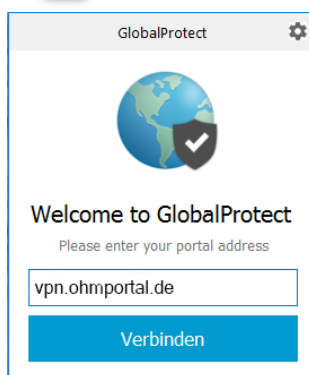 GlobalProtect
Welcome to GlobalProtect
Please enter your portal address
vpn.ohmportal.de
Verbinden